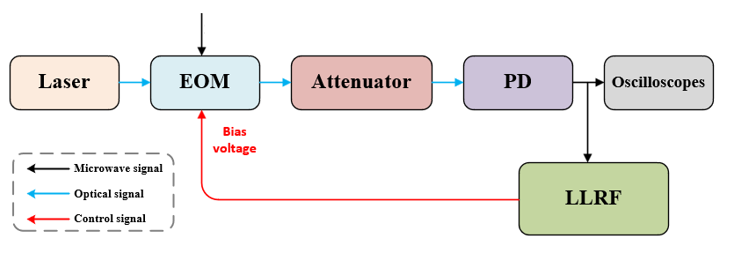 Laser
EOM
Attenuator
PD
Oscilloscopes
Bias
voltage
Microwave signal
Optical signal
Control signal
LLRF